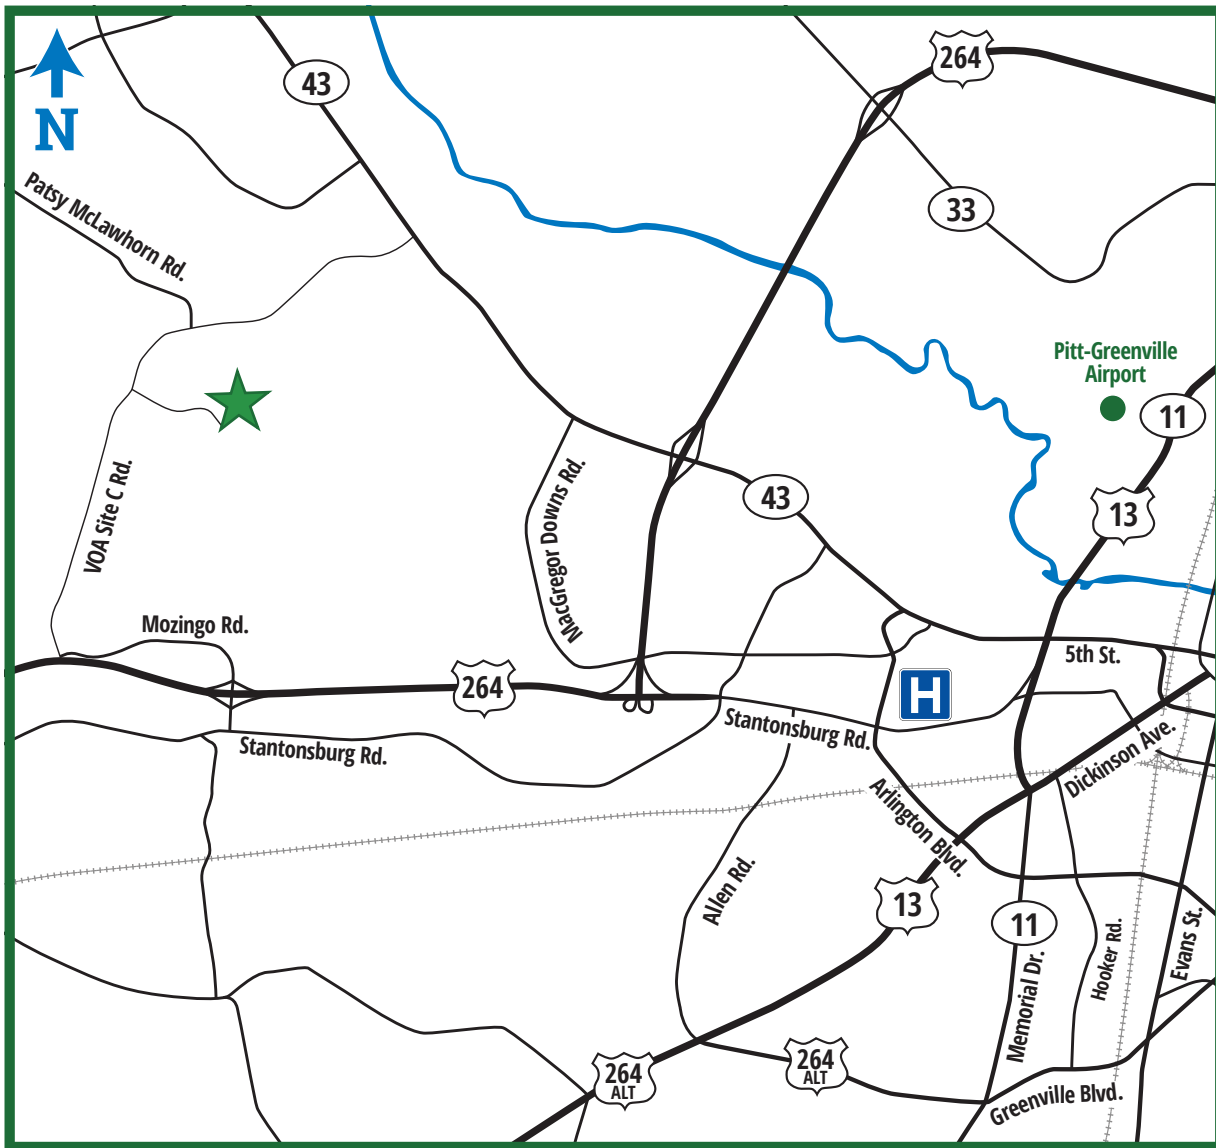 264
43
N
Patsy McLawhorn Rd.
33
Pitt-Greenville
Airport
11
VOA Site C Rd.
MacGregor Downs Rd.
43
13
Mozingo Rd.
5th St.
264
H
Stantonsburg Rd.
Stantonsburg Rd.
Dickinson Ave.
Arlington Blvd.
Allen Rd.
13
11
Hooker Rd.
Evans St.
Memorial Dr.
264
ALT
264
ALT
Greenville Blvd.